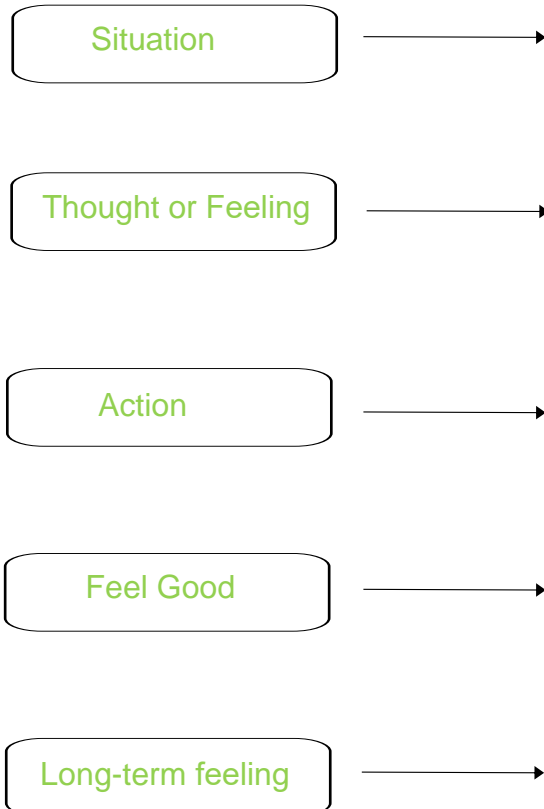 Situation
Thought or Feeling
Action
Feel Good
Long-term feeling